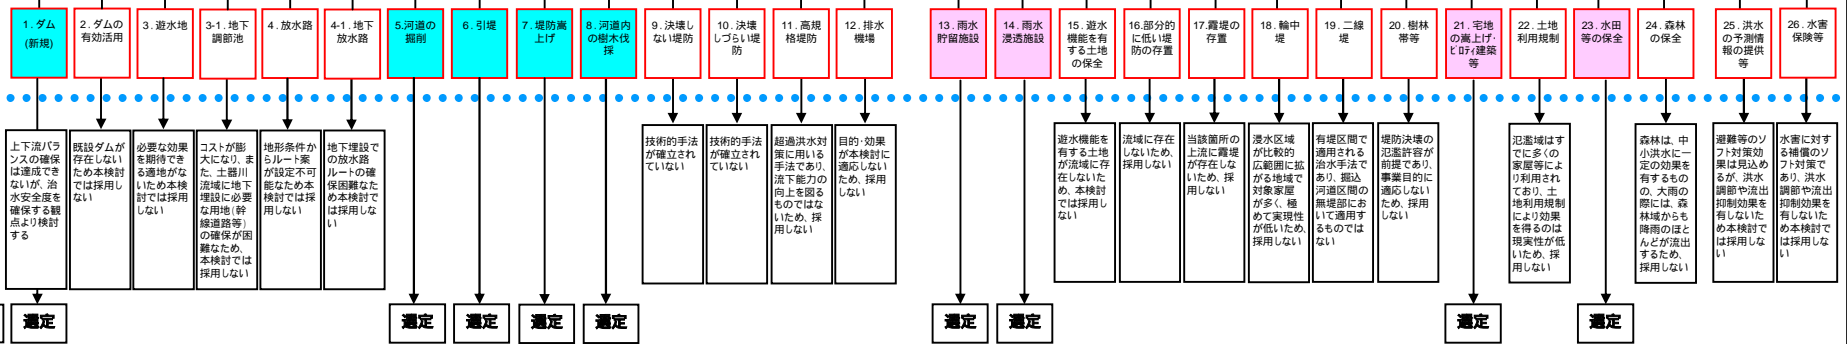 1. ダム
(新規)
2. ダムの
有効活用
3. 遊水地
3-1. 地下
調節池
4. 放水路
4-1. 地下
放水路
5.河道の
掘削
6. 引堤
7. 堤防嵩
上げ
8. 河道内
の樹木伐
採
9. 決壊し
ない堤防
10. 決壊
しづらい堤
防
11. 高規
格堤防
12. 排水
機場
13. 雨水
貯留施設
14. 雨水
浸透施設
15. 遊水
機能を有
する土地
の保全
16.部分的
に低い堤
防の存置
17.霞堤の
存置
18. 輪中
堤
19. 二線
堤
20. 樹林
帯等
21. 宅地
の嵩上げ・
ピロティ建築
等
22. 土地
利用規制
23. 水田
等の保全
24. 森林
の保全
25. 洪水
の予測情
報の提供
等
26. 水害
保険等
上下流バラ
ンスの確保
は達成でき
ないが、治
水安全度を
確保する観
点より検討
する
既設ダムが
存在しない
ため本検討
では採用し
ない
必要な効果
を期待でき
る適地がな
いため本検
討では採用
しない
コストが膨
大になり、ま
た、土器川
流域に地下
埋設に必要
な用地(幹
線道路等)
の確保が困
難なため、
本検討では
採用しない
地形条件か
らルート案
が設定不可
能なため本
検討では採
用しない
地下埋設で
の放水路
ルートの確
保困難なた
め本検討で
は採用しな
い
技術的手法
が確立され
ていない
技術的手法
が確立され
ていない
超過洪水対
策に用いる
手法であり、
流下能力の
向上を図る
ものではな
いため、採
用しない
目的・効果
が本検討に
適応しない
ため、採用
しない
遊水機能を
有する土地
が流域に存
在しないた
め、本検討
では採用し
ない
流域に存在
しないため、
採用しない
当該箇所の
上流に霞堤
が存在しな
いため、採
用しない
浸水区域
が比較的
広範囲に拡
がる地域で
対象家屋
が多く、極
めて実現性
が低いため、
採用しない
有堤区間で
適用される
治水手法で
あり、掘込
河道区間の
無堤部にお
いて適用す
るものでは
ない
堤防決壊の
氾濫許容が
前提であり、
事業目的に
適応しない
ため、採用
しない
氾濫域はす
でに多くの
家屋等によ
り利用され
ており、土
地利用規制
により効果
を得るのは
現実性が低
いため、採
用しない
森林は、中
小洪水に一
定の効果を
有するもの
の、大雨の
際には、森
林域からも
降雨のほと
んどが流出
するため、
採用しない
避難等のソ
フト対策効
果は見込め
るが、洪水
調節や流出
抑制効果を
有しないた
め本検討で
は採用しな
い
水害に対す
る補償のソ
フト対策で
あり、洪水
調節や流出
抑制効果を
有しないた
め本検討で
は採用しな
い
選定
選定
選定
選定
選定
選定
選定
選定
選定